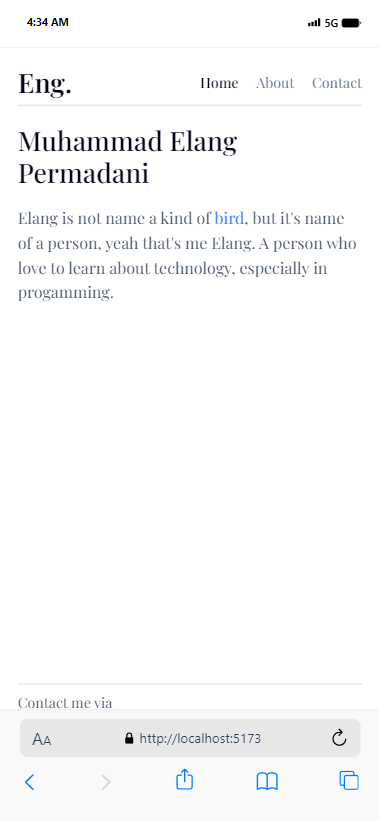 4:34 AM 5G
Eng. Home About Contact
Muhammad Elang
Permadani
Elang is not name a kind of bird, but it's name
of a person, yeah that's me Elang. A person who
love to learn about technology, especially in
progamming.
Contact me via
AA http://localhost:5173